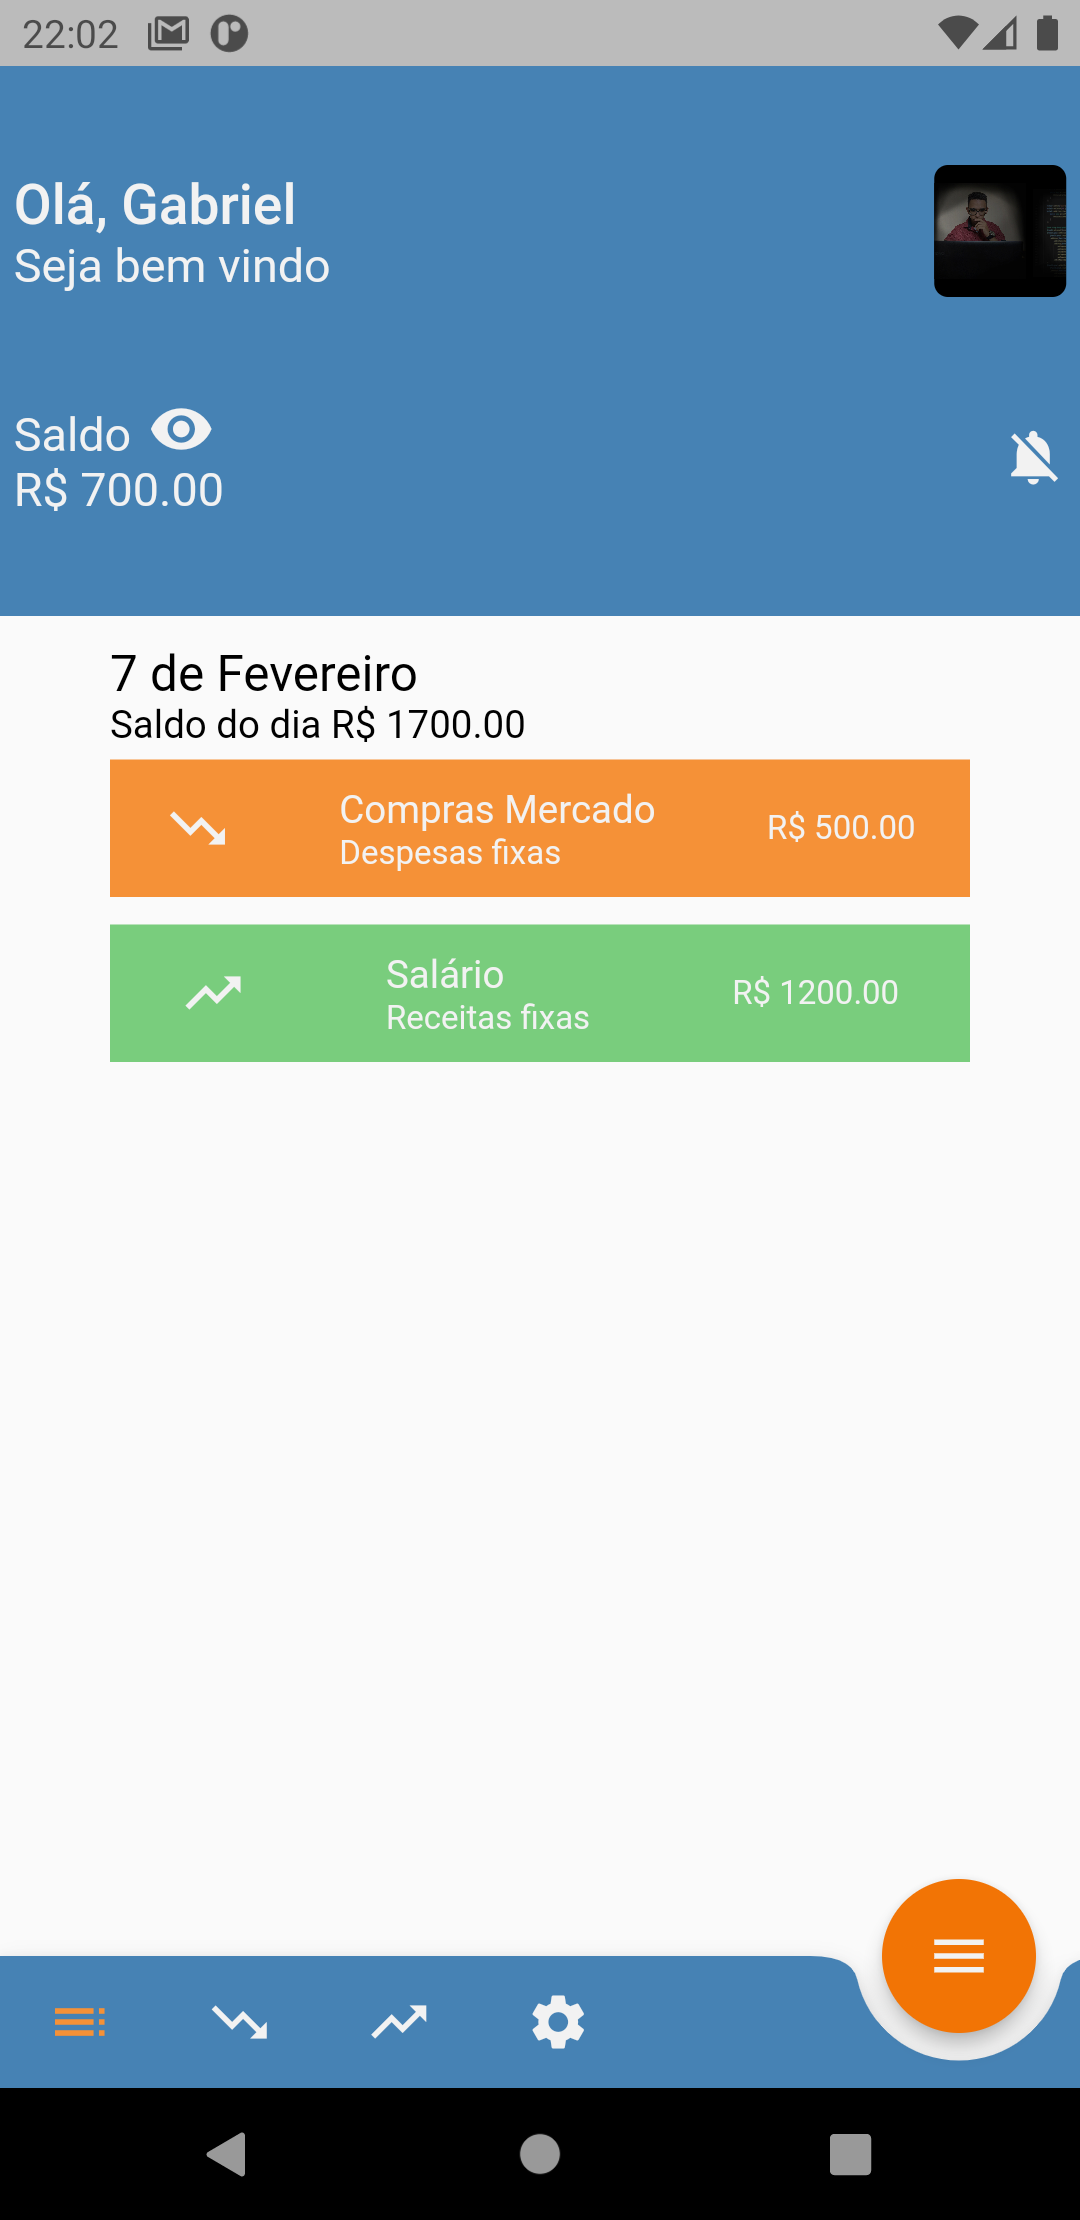 22:02
Olá, Gabriel
Seja bem vindo
Saldo
R$ 700.00
7 de Fevereiro
Saldo do dia R$ 1700.00
Compras Mercado
Despesas fixas
R$ 500.00
Salário
Receitas fixas
R$ 1200.00